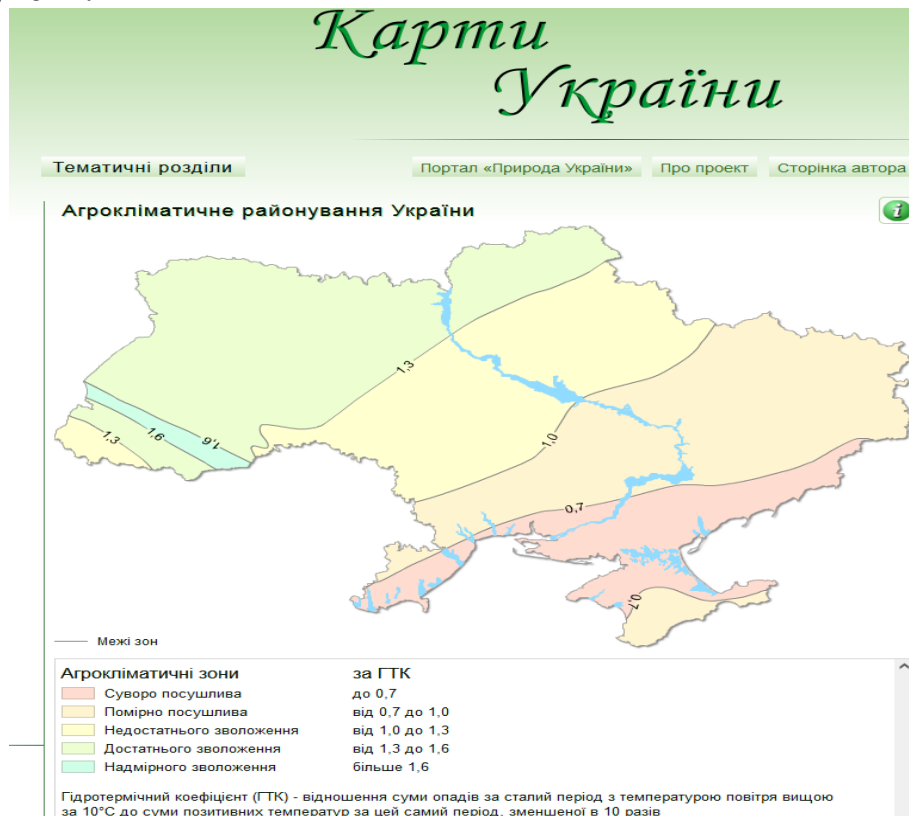 Карти
України
Тематичні розділи Портал «Природа України» Про проект Сторінка автора
Агрокліматичне районування України
i
1,3
1,3
1,6
1,6
1,0
0,7
0,7
Межі зон
Агрокліматичні зони за ГТК
Суворо посушлива до 0,7
Помірно посушлива від 0,7 до 1,0
Недостатнього зволоження від 1,0 до 1,3
Достатнього зволоження від 1,3 до 1,6
Надмірного зволоження більше 1,6
Гідротермічний коефіцієнт (ГТК) - відношення суми опадів за сталий період з температурою повітря вищою
за 10°С до суми позитивних температур за цей самий період, зменшеної в 10 разів